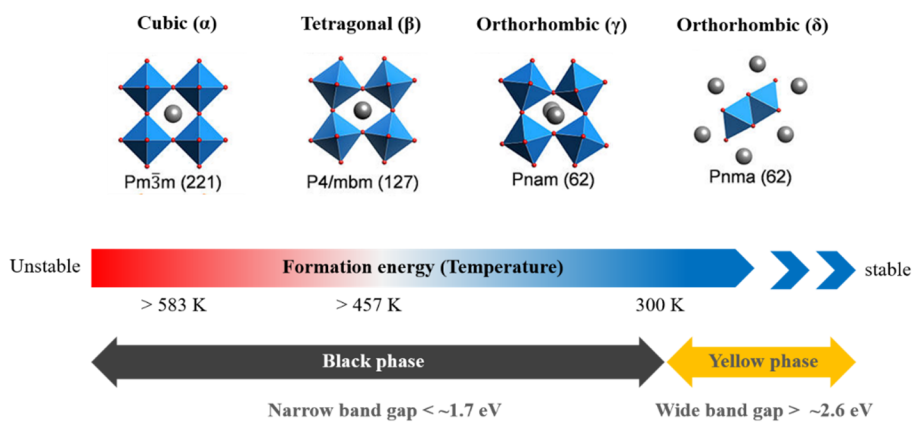 Cubic (α) Tetragonal (β) Orthorhombic (γ) Orthorhombic (δ)
Pm3̅m (221) P4/mbm (127) Pnam (62) Pnma (62)
Unstable Formation energy (Temperature) stable
> 583 K > 457 K 300 K
Black phase Yellow phase
Narrow band gap < ~1.7 eV Wide band gap > ~2.6 eV